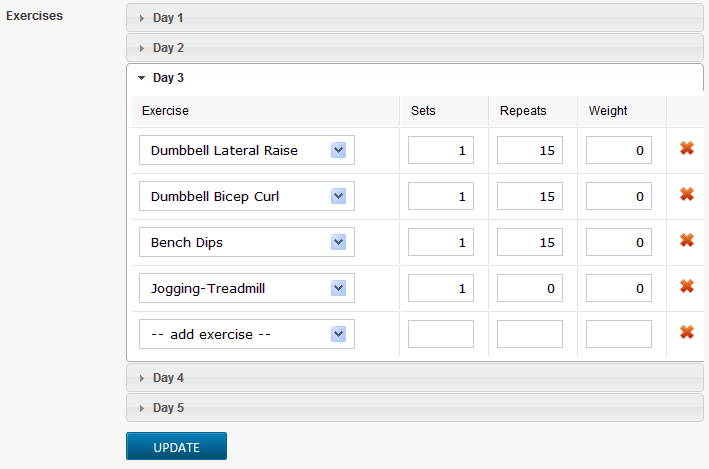 Exercises
Day 1
Day 2
Day 3
Exercise Sets Repeats Weight
Dumbbell Lateral Raise 1 15 0
Dumbbell Bicep Curl 1 15 0
Bench Dips 1 15 0
Jogging-Treadmill 1 0 0
-- add exercise --
Day 4
Day 5
UPDATE